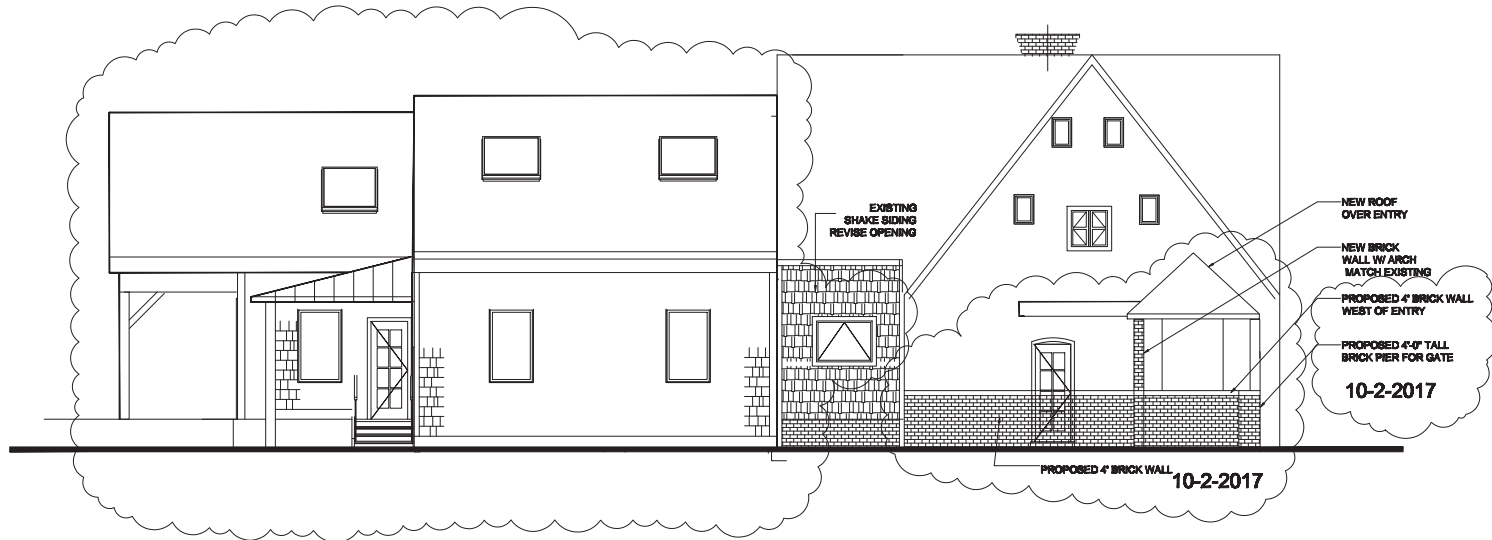 EXISTING
SHAKE SIDING
REVISE OPENING
NEW ROOF
OVER ENTRY
NEW BRICK
WALL W/ ARCH
MATCH EXISTING
PROPOSED 4' BRICK WALL
WEST OF ENTRY
PROPOSED 4'-0" TALL
BRICK PIER FOR GATE
10-2-2017
PROPOSED 4' BRICK WALL
10-2-2017